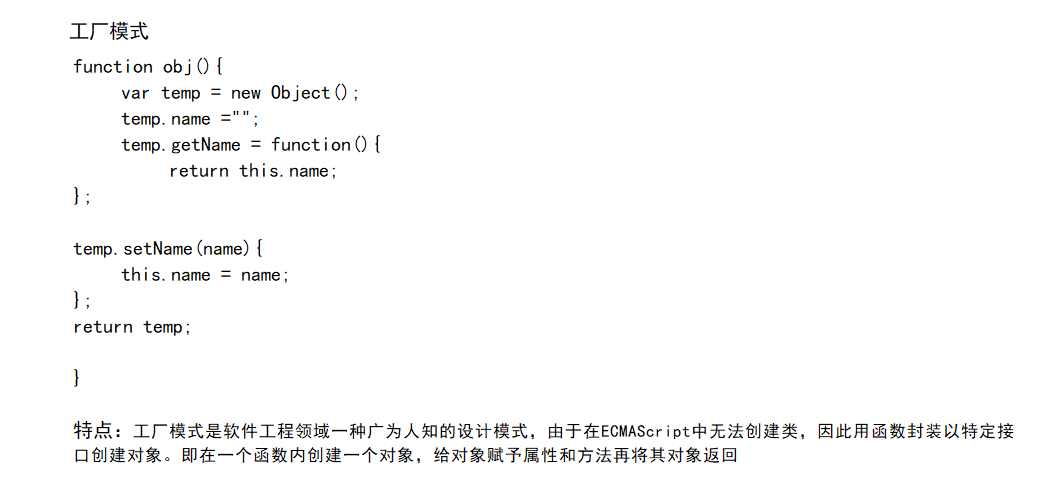 工厂模式
function obj(){
var temp = new Object();
temp.name ="";
temp.getName = function(){
return this.name;
};
temp.setName(name){
this.name = name;
};
return temp;
}
特点：工厂模式是软件工程领域一种广为人知的设计模式，由于在ECMAScript中无法创建类，因此用函数封装以特定接
口创建对象。即在一个函数内创建一个对象，给对象赋予属性和方法再将其对象返回